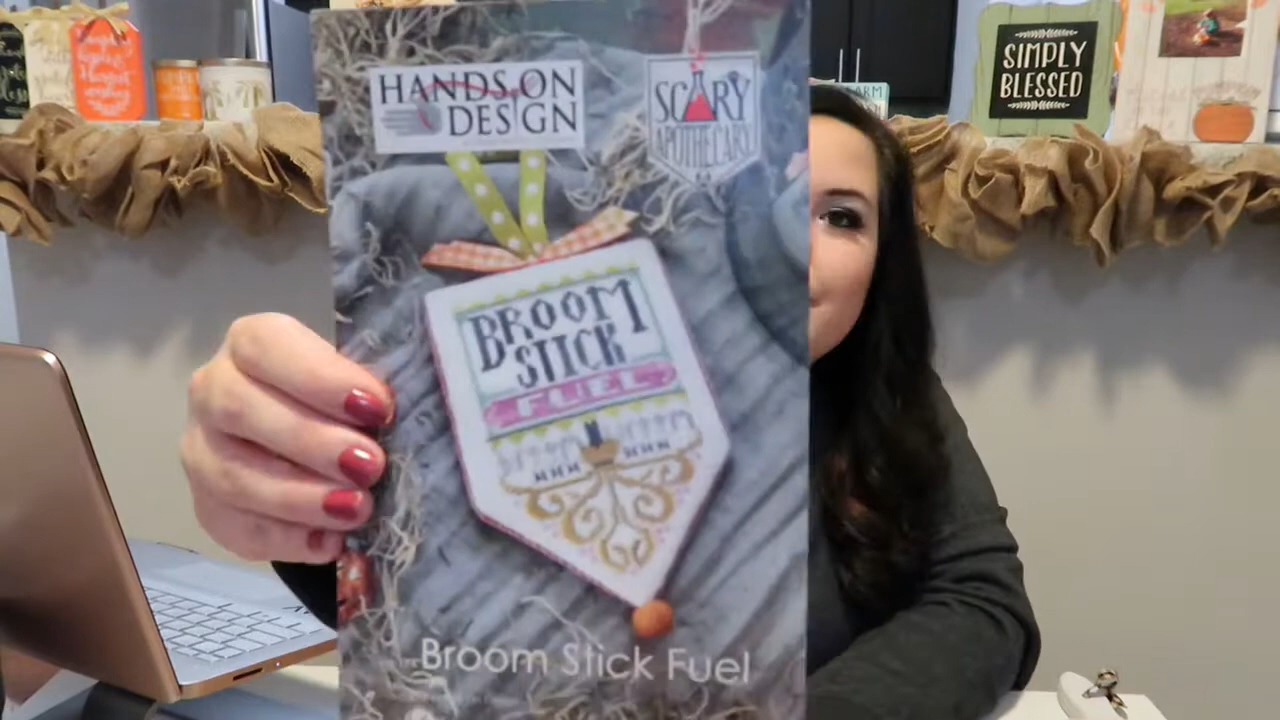 HANDS ON
DESIGN
SCARY
APOTHECARY
BROOM
STICK
FUEL
Broom Stick Fuel
SIMPLY
BLESSED